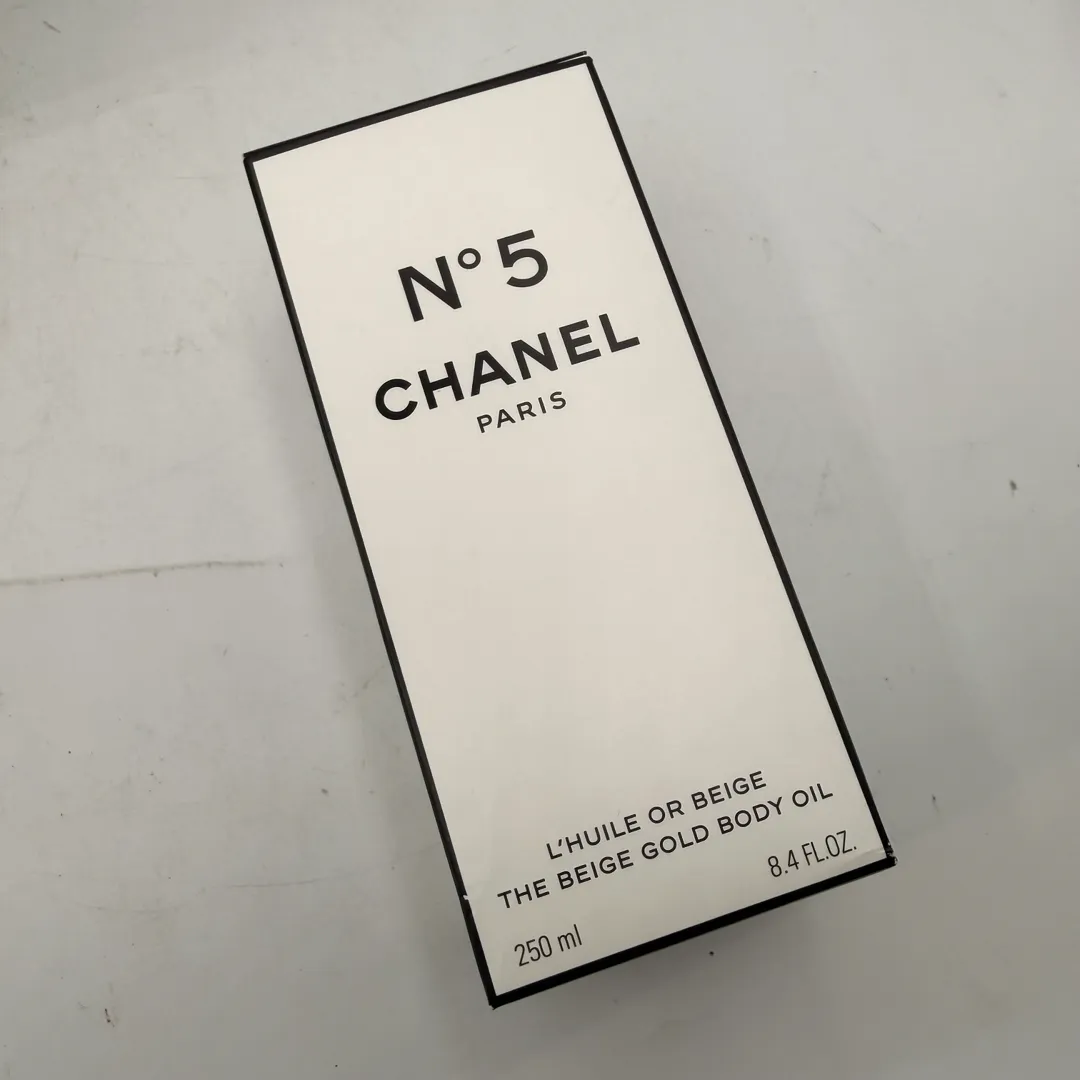 N° 5
CHANEL
PARIS
L'HUILE OR BEIGE
THE BEIGE GOLD BODY OIL
250 ml 8.4 FL.OZ.